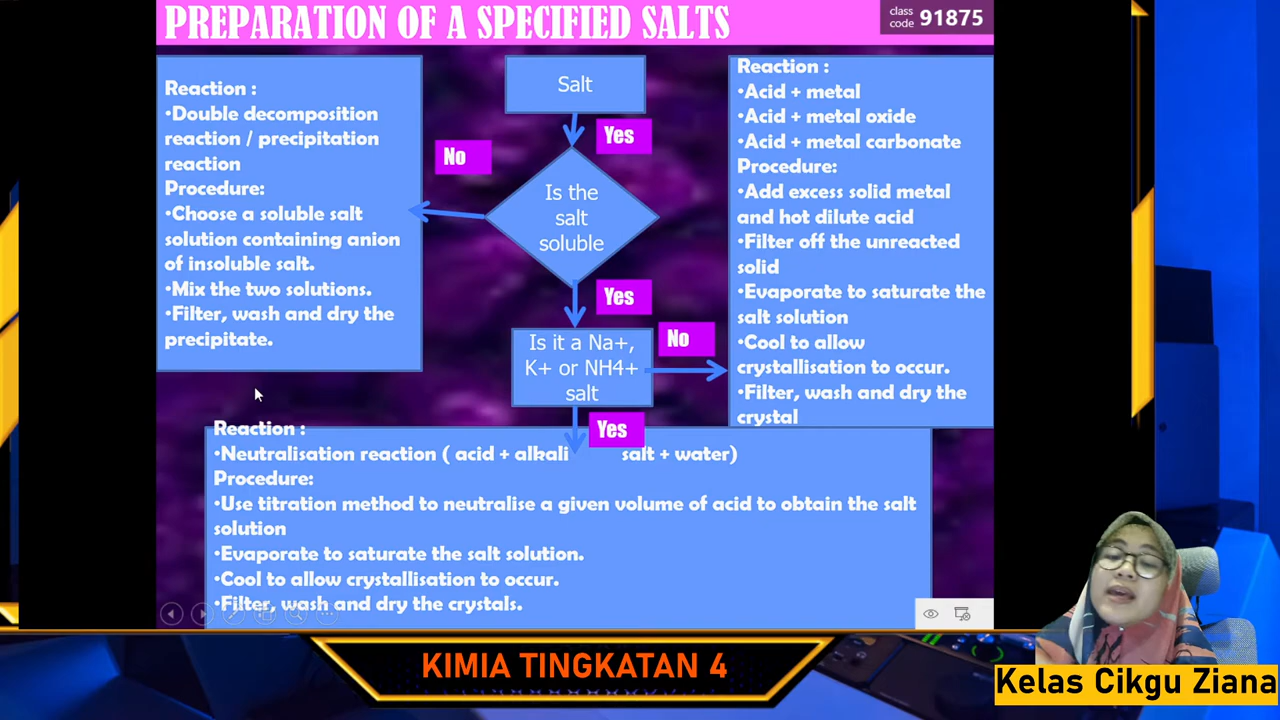 PREPARATION OF A SPECIFIED SALTS
class
code 91875
Reaction :
•Double decomposition
reaction / precipitation
reaction
Procedure:
•Choose a soluble salt
solution containing anion
of insoluble salt.
•Mix the two solutions.
•Filter, wash and dry the
precipitate.
Salt
Yes
No
Is the
salt
soluble
Yes
Is it a Na+,
K+ or NH4+
salt
No
Yes
Reaction :
•Acid + metal
•Acid + metal oxide
•Acid + metal carbonate
Procedure:
•Add excess solid metal
and hot dilute acid
•Filter off the unreacted
solid
•Evaporate to saturate the
salt solution
•Cool to allow
crystallisation to occur.
•Filter, wash and dry the
crystal
Reaction :
•Neutralisation reaction ( acid + alkali salt + water)
Procedure:
•Use titration method to neutralise a given volume of acid to obtain the salt
solution
•Evaporate to saturate the salt solution.
•Cool to allow crystallisation to occur.
•Filter, wash and dry the crystals.
KIMIA TINGKATAN 4
Kelas Cikgu Ziana